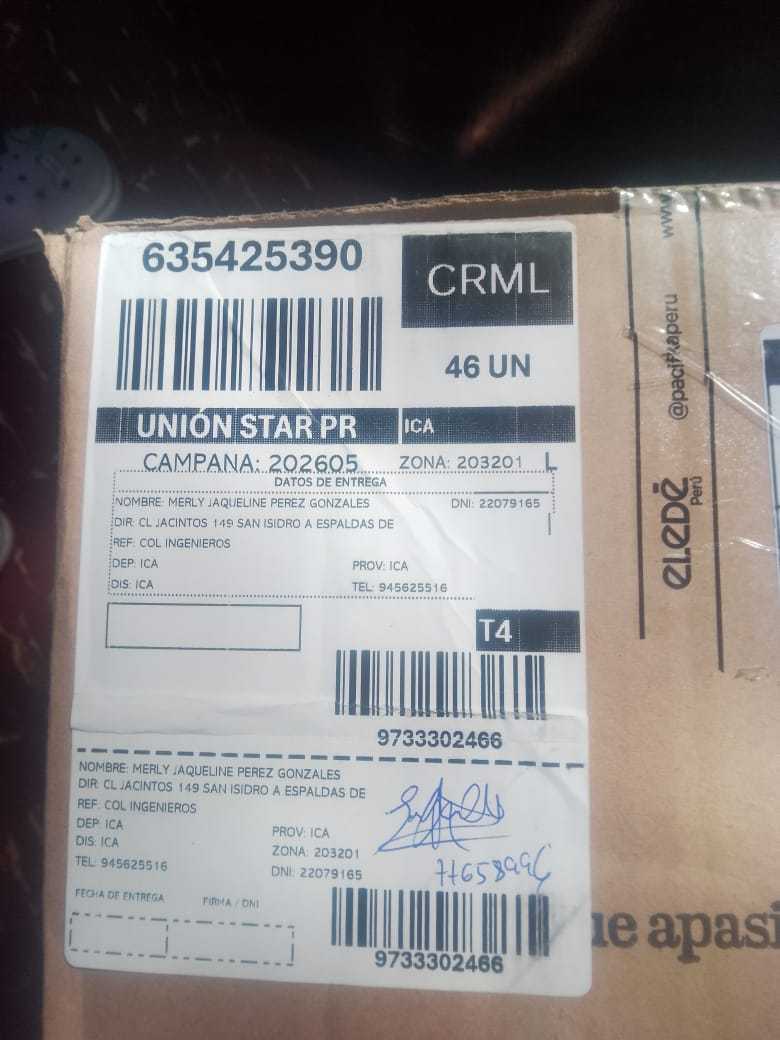 635425390
CRML
46 UN
UNIÓN STAR PR
ICA
CAMPANA: 202605
ZONA: 203201 L
DATOS DE ENTREGA
NOMBRE: MERLY JAQUELINE PEREZ GONZALES DNI: 22079165
DIR: CL JACINTOS 149 SAN ISIDRO A ESPALDAS DE
REF: COL INGENIEROS
DEP: ICA PROV: ICA
DIS: ICA TEL: 945625516
T4
9733302466
NOMBRE: MERLY JAQUELINE PEREZ GONZALES
DIR: CL JACINTOS 149 SAN ISIDRO A ESPALDAS DE
REF: COL INGENIEROS
DEP: ICA PROV: ICA
DIS: ICA ZONA: 203201
TEL: 945625516 DNI: 22079165
FECHA DE ENTREGA FIRMA / DNI
9733302466
www
@pacifikaperu
eledé
Perú
ue apasi